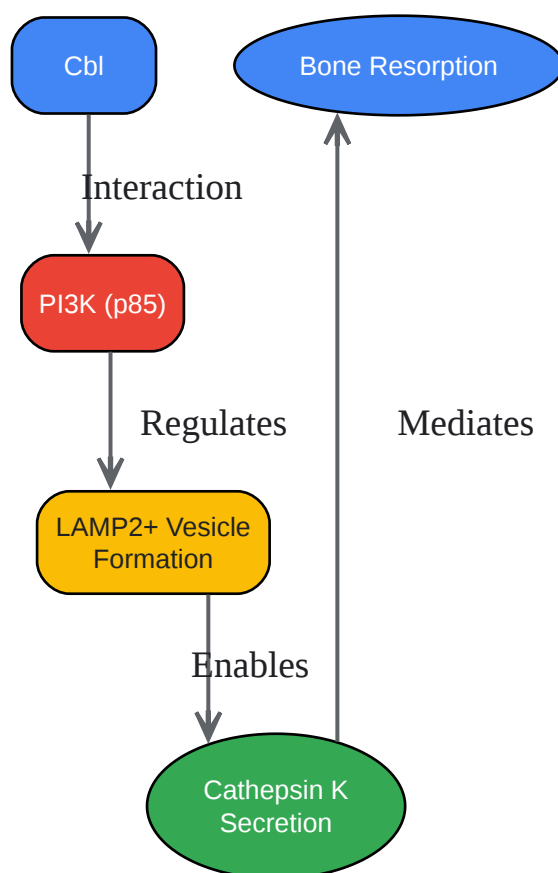 Cbl
Bone Resorption
Interaction
PI3K (p85)
Regulates
Mediates
LAMP2+ Vesicle
Formation
Enables
Cathepsin K
Secretion